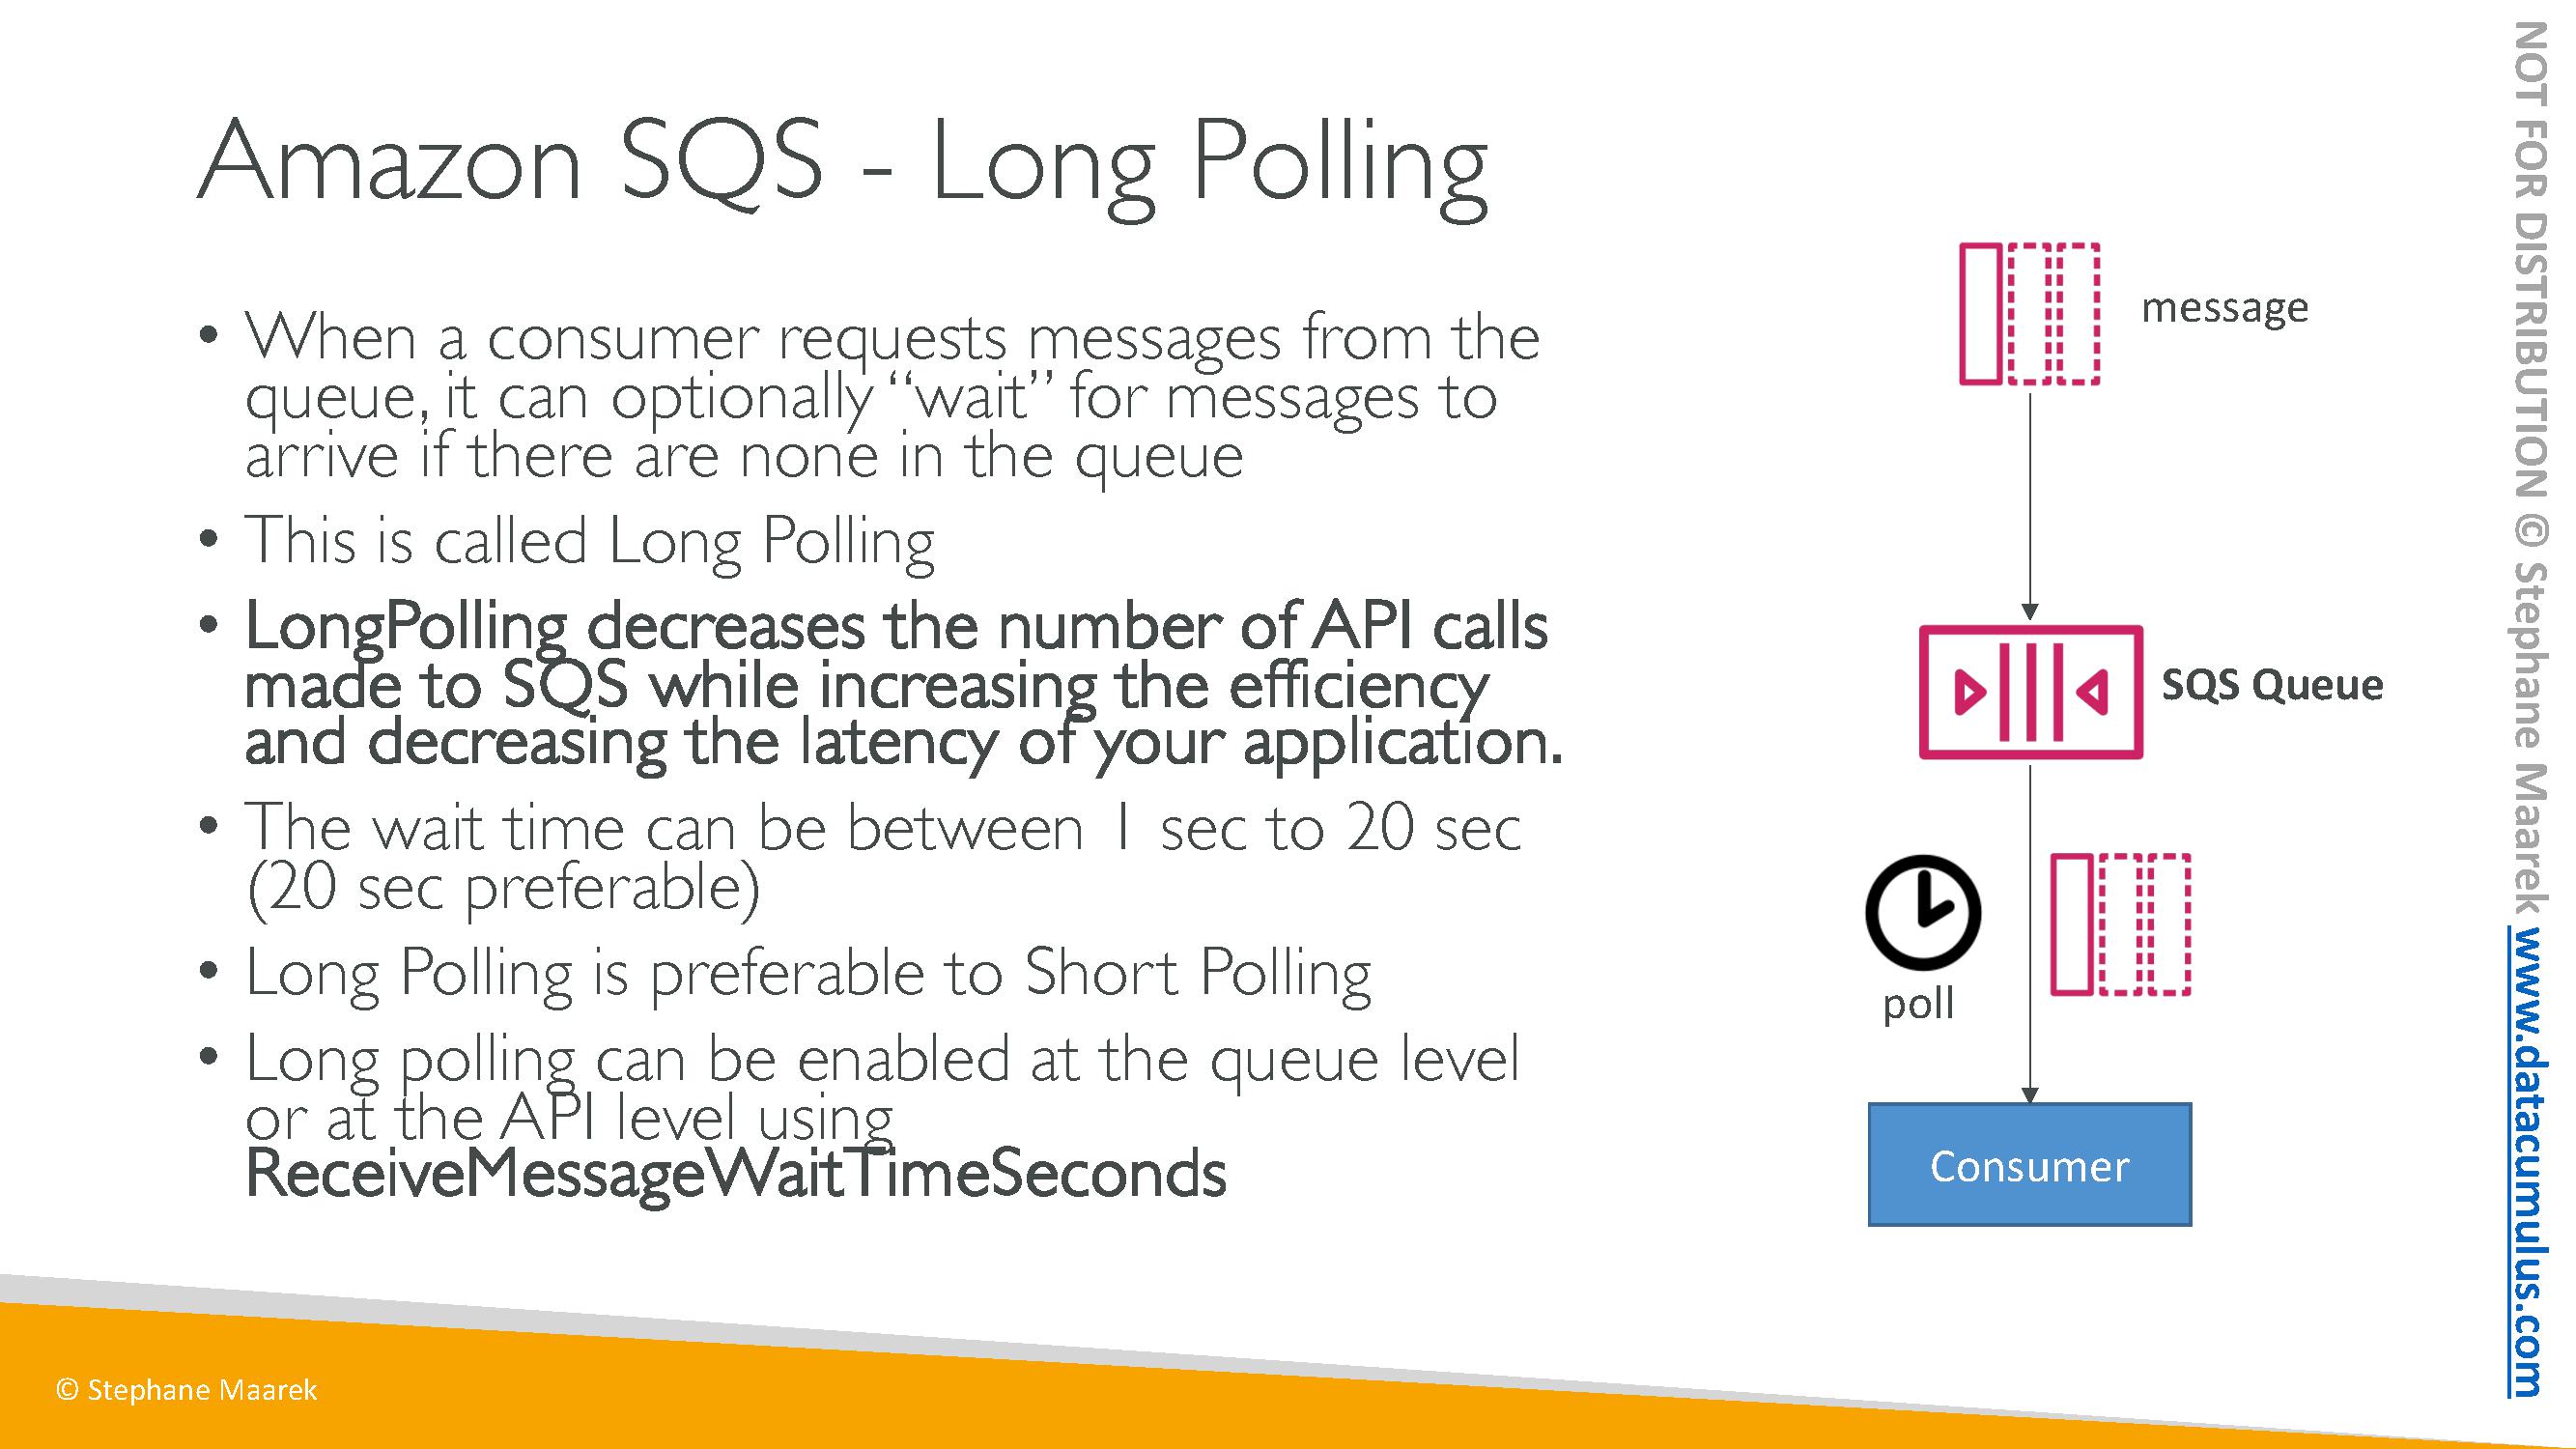 Amazon SQS - Long Polling
• When a consumer requests messages from the
queue, it can optionally “wait” for messages to
arrive if there are none in the queue
• This is called Long Polling
• LongPolling decreases the number of API calls
made to SQS while increasing the efficiency
and decreasing the latency of your application.
• The wait time can be between 1 sec to 20 sec
(20 sec preferable)
• Long Polling is preferable to Short Polling
• Long polling can be enabled at the queue level
or at the API level using
ReceiveMessageWaitTimeSeconds
message
SQS Queue
poll
Consumer
© Stephane Maarek
NOT FOR DISTRIBUTION © Stephane Maarek www.datacumulus.com